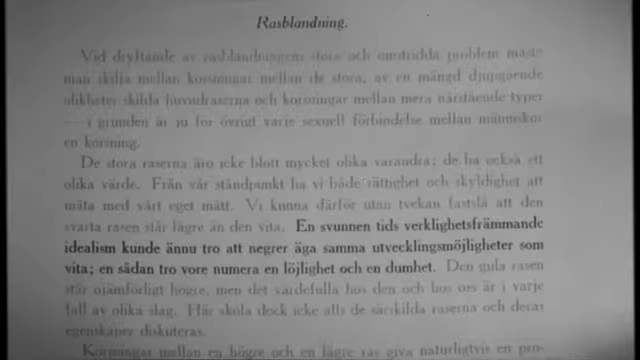 Rasblandning.
Vid dryftande av rasblandningens stora och omstridda problem måste
man skilja mellan korsningar mellan de stora, av en mängd djupgående
olikheter skilda huvudraserna och korsningar mellan mera närstående typer
— i grunden är ju för övrigt varje sexuell förbindelse mellan människor
en korsning.
De stora raserna äro icke blott mycket olika varandra; de ha också ett
olika värde. Från vår ståndpunkt ha vi både rättighet och skyldighet att
mäta med vårt eget mått. Vi kunna därför utan tvekan fastslå att den
svarta rasen står lägre än den vita. En svunnen tids verklighetsfrämmande
idealism kunde ännu tro att negrer äga samma utvecklingsmöjligheter som
vita; en sådan tro vore numera en löjlighet och en dumhet. Den gula rasen
står ojämförligt högre, men det värdefulla hos den och hos oss är i varje
fall av olika slag. Här skola dock icke alls de särskilda raserna och deras
egenskaper diskuteras.
Korsningar mellan en högre och en lägre ras giva naturligtvis en pro-